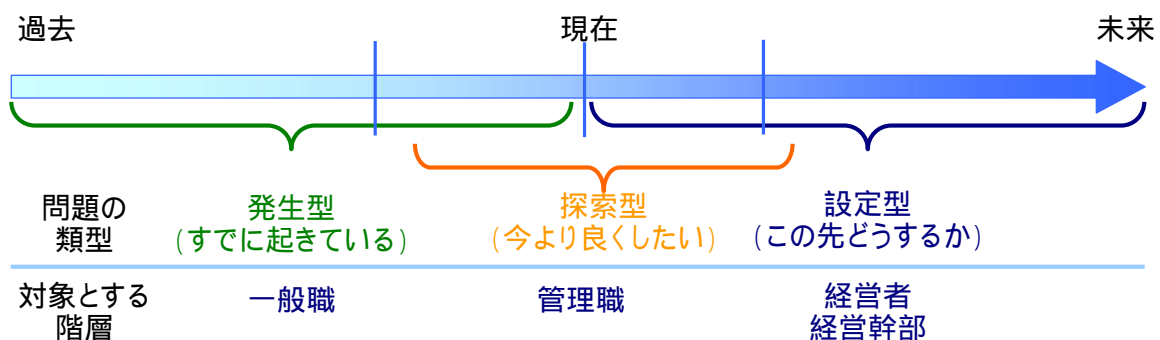 過去 現在 未来
問題の 発生型 探索型 設定型
類型 (すでに起きている) (今より良くしたい) (この先どうするか)
対象とする 一般職 管理職 経営者
階層 経営幹部